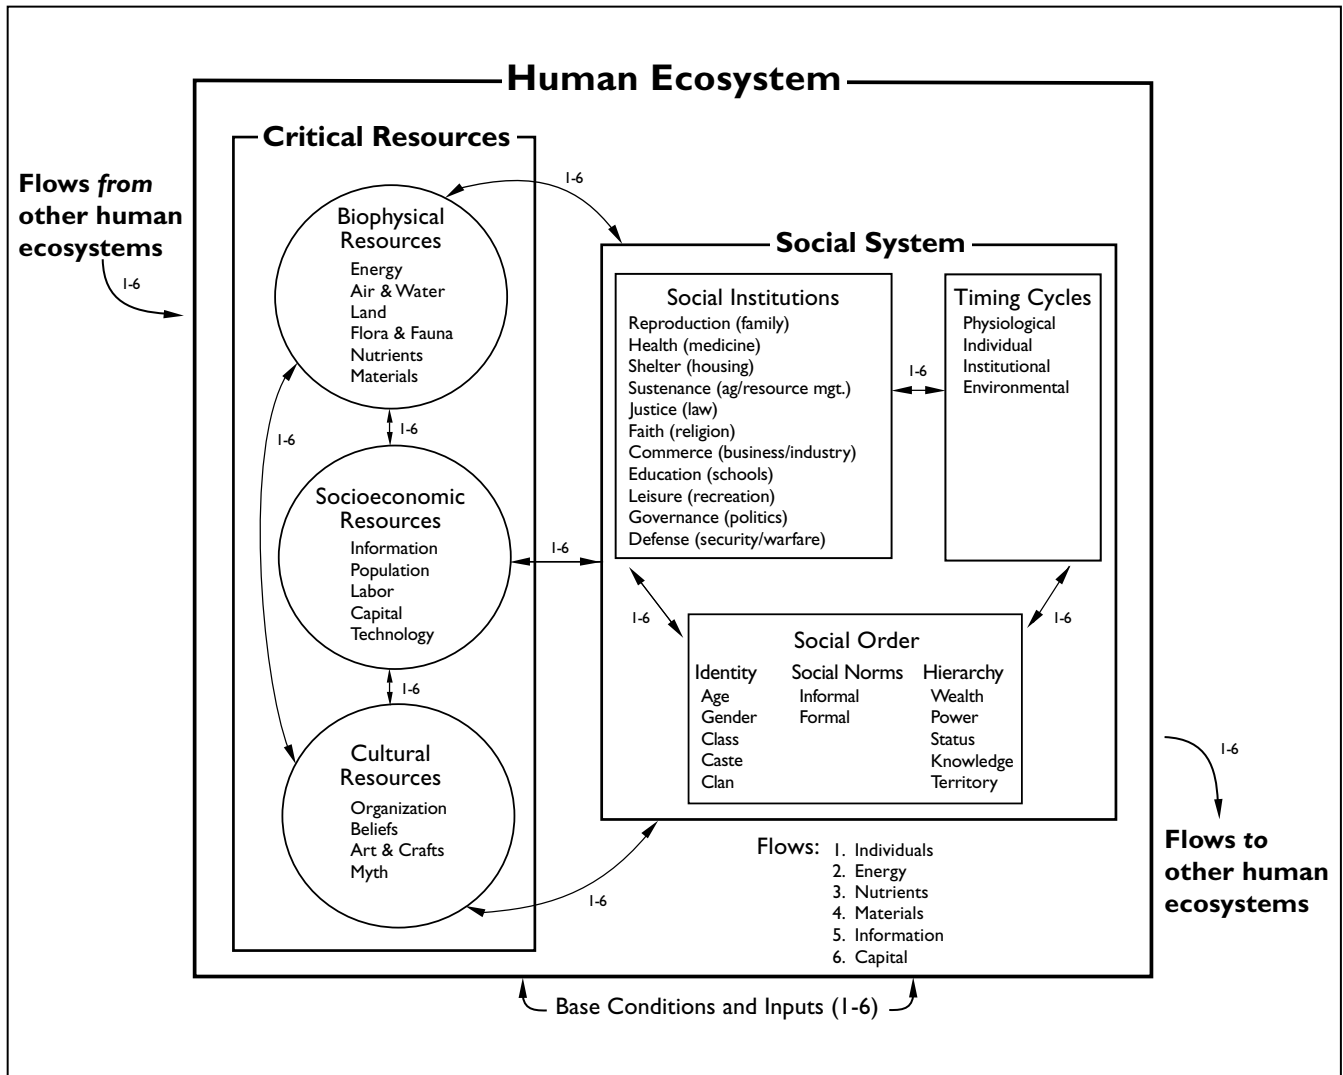 Human Ecosystem
Critical Resources
Flows from
other human
ecosystems
1-6
Biophysical
Resources
Energy
Air & Water
Land
Flora & Fauna
Nutrients
Materials
1-6
1-6
1-6
Socioeconomic
Resources
Information
Population
Labor
Capital
Technology
1-6
1-6
Cultural
Resources
Organization
Beliefs
Art & Crafts
Myth
1-6
Social System
Social Institutions
Reproduction (family)
Health (medicine)
Shelter (housing)
Sustenance (ag/resource mgt.)
Justice (law)
Faith (religion)
Commerce (business/industry)
Education (schools)
Leisure (recreation)
Governance (politics)
Defense (security/warfare)
1-6
Timing Cycles
Physiological
Individual
Institutional
Environmental
1-6
1-6
Social Order
Identity
Age
Gender
Class
Caste
Clan
Social Norms
Informal
Formal
Hierarchy
Wealth
Power
Status
Knowledge
Territory
Flows:
1. Individuals
2. Energy
3. Nutrients
4. Materials
5. Information
6. Capital
1-6
Flows to
other human
ecosystems
Base Conditions and Inputs (1-6)